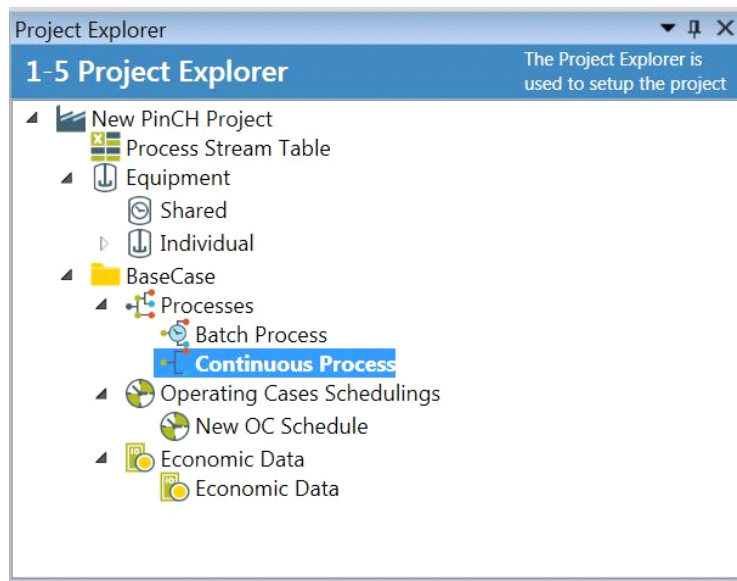 Project Explorer
1-5 Project Explorer
The Project Explorer is
used to setup the project
New PinCH Project
Process Stream Table
Equipment
Shared
Individual
BaseCase
Processes
Batch Process
Continuous Process
Operating Cases Schedulings
New OC Schedule
Economic Data
Economic Data